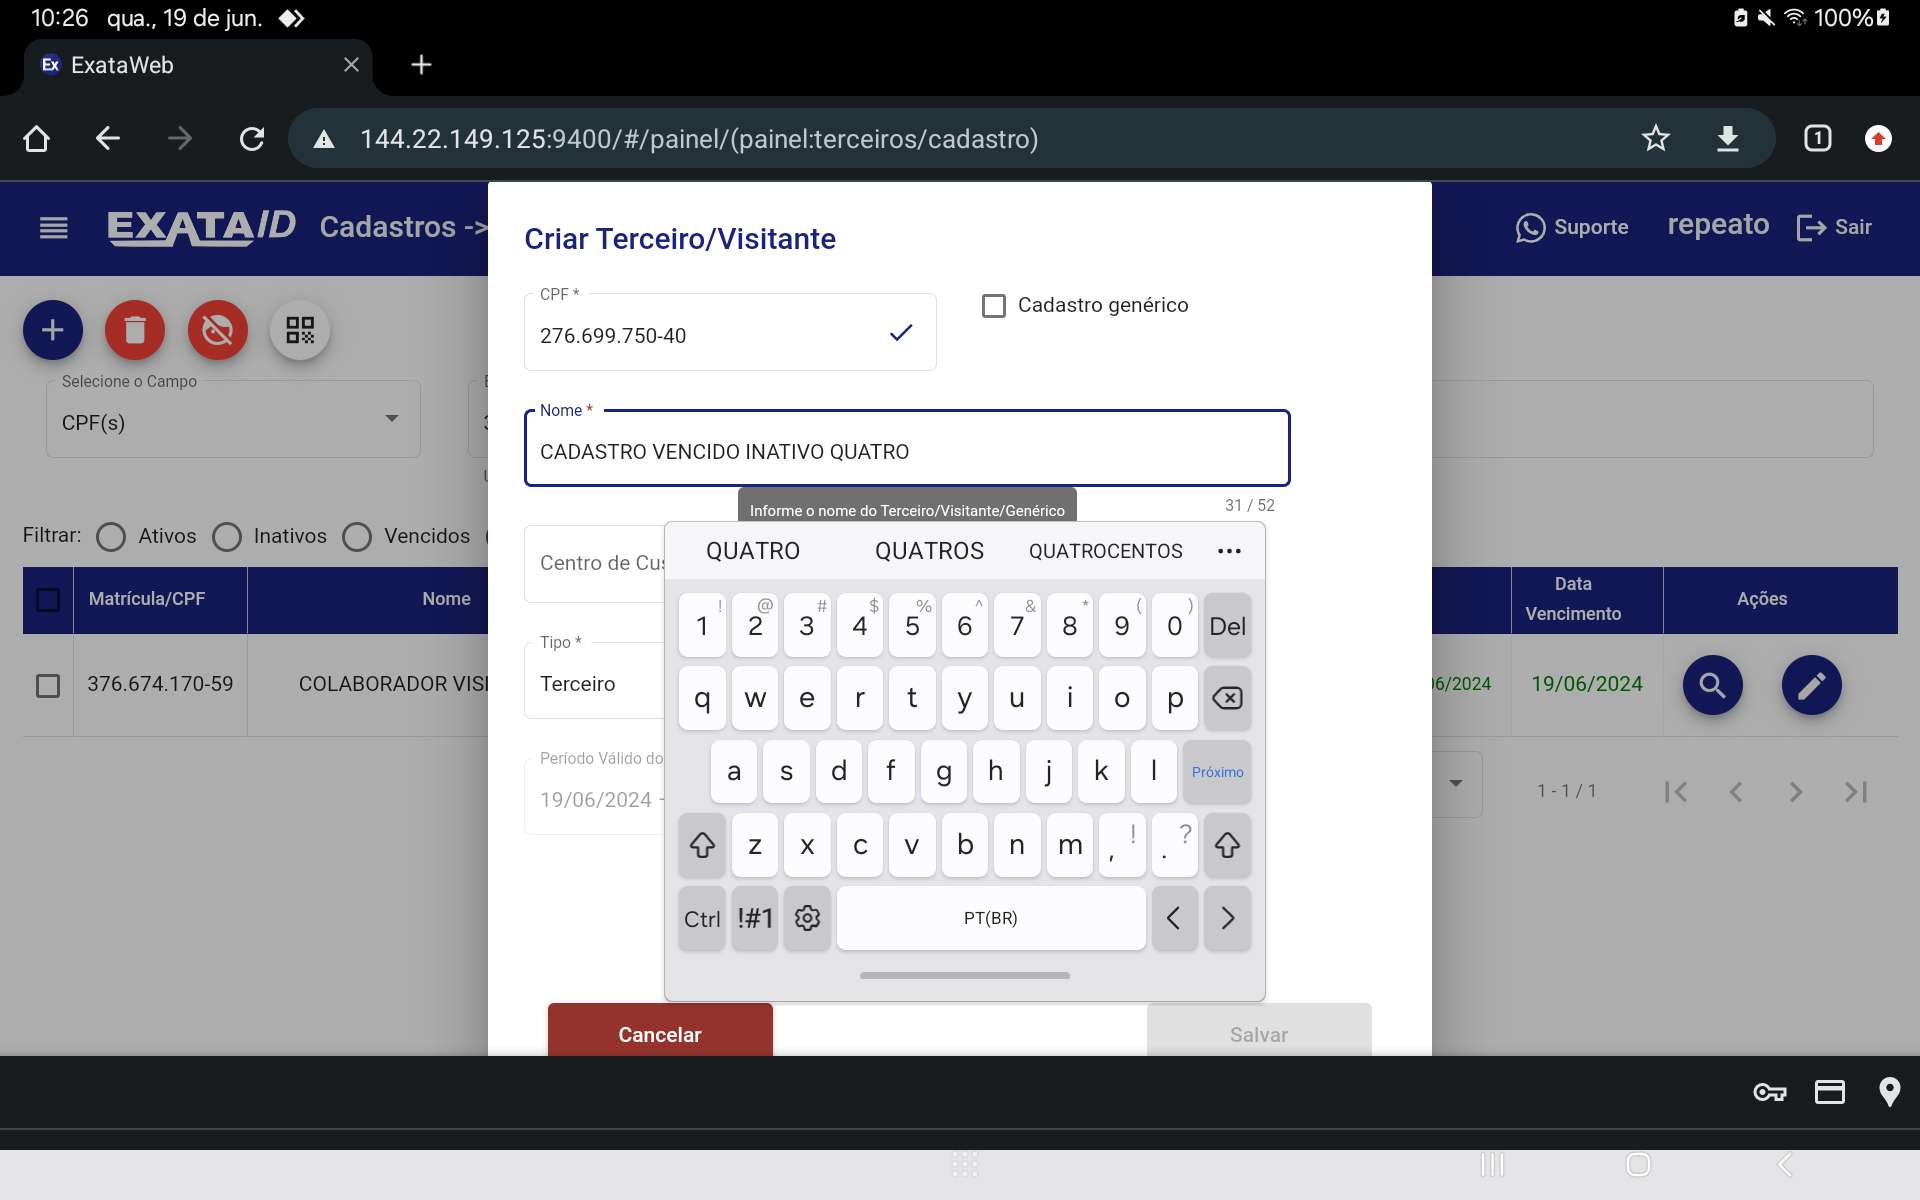 10:26 qua., 19 de jun. 100%
Ex ExataWeb
144.22.149.125:9400/#/painel/(painel:terceiros/cadastro) 1
EXATAID Cadastros -> Suporte repeato Sair
Criar Terceiro/Visitante
CPF *
276.699.750-40
Cadastro genérico
Selecione o Campo
CPF(s)
Nome *
CADASTRO VENCIDO INATIVO QUATRO
31 / 52
Informe o nome do Terceiro/Visitante/Genérico
Filtrar: Ativos Inativos Vencidos
Centro de Cus
QUATRO QUATROS QUATROCENTOS
Matrícula/CPF Nome Data Vencimento Ações
376.674.170-59 COLABORADOR VISI 06/2024 19/06/2024
Tipo *
Terceiro
Período Válido do
19/06/2024 -
1 - 1 / 1
! @ # $ % ^ & * ( )
1 2 3 4 5 6 7 8 9 0 Del
q w e r t y u i o p
a s d f g h j k l Próximo
z x c v b n m , ! . ?
Ctrl !#1 PT(BR)
Cancelar Salvar